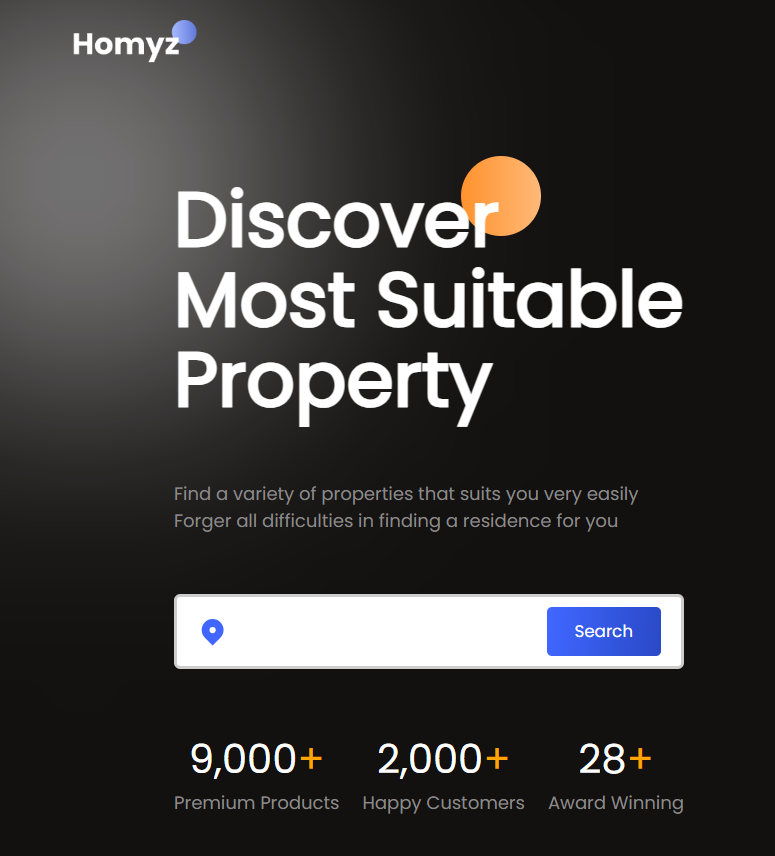 Homyz
Discover
Most Suitable
Property
Find a variety of properties that suits you very easily
Forger all difficulties in finding a residence for you
Search
9,000+ 2,000+ 28+
Premium Products Happy Customers Award Winning